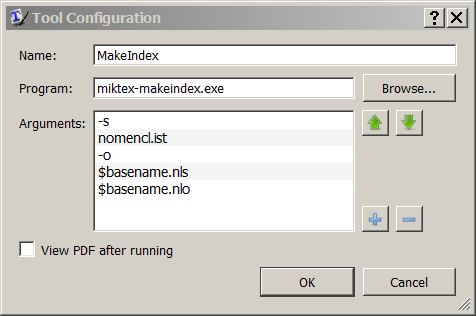 Tool Configuration
Name: MakeIndex
Program: miktex-makeindex.exe Browse...
Arguments: -s
nomencl.ist
-o
$basename.nls
$basename.nlo
View PDF after running
OK Cancel